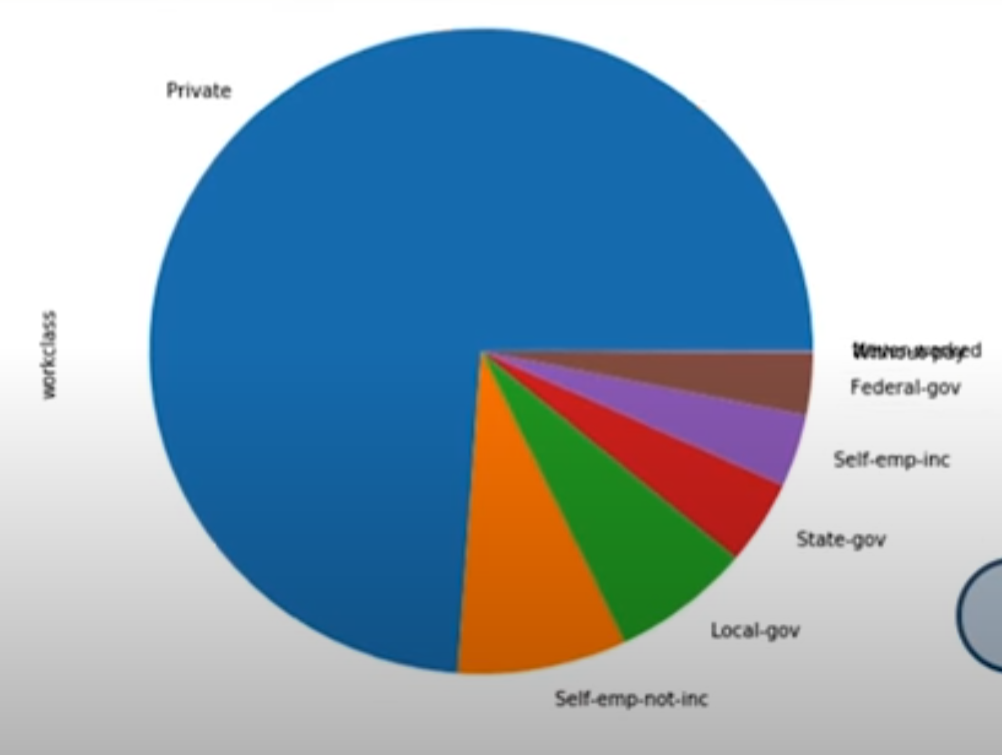 Private
workclass
Federal-gov
Self-emp-inc
State-gov
Local-gov
Self-emp-not-inc